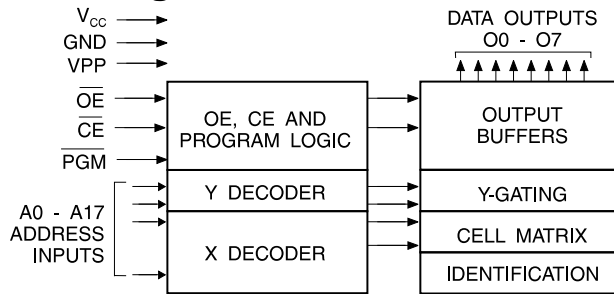 VCC
GND
VPP
OE
CE
PGM
A0 - A17
ADDRESS
INPUTS
OE, CE AND
PROGRAM LOGIC
Y DECODER
X DECODER
DATA OUTPUTS
O0 - O7
OUTPUT
BUFFERS
Y-GATING
CELL MATRIX
IDENTIFICATION